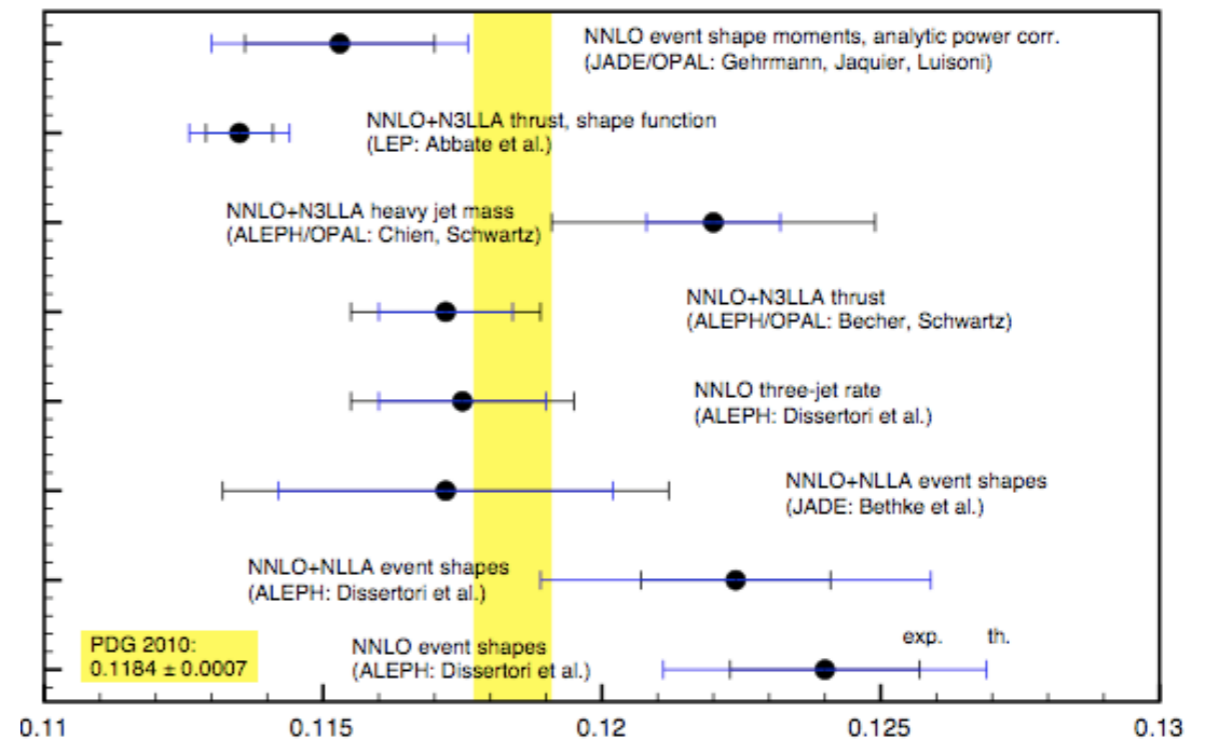 NNLO event shape moments, analytic power corr.
(JADE/OPAL: Gehrmann, Jaquier, Luisoni)
NNLO+N3LLA thrust, shape function
(LEP: Abbate et al.)
NNLO+N3LLA heavy jet mass
(ALEPH/OPAL: Chien, Schwartz)
NNLO+N3LLA thrust
(ALEPH/OPAL: Becher, Schwartz)
NNLO three-jet rate
(ALEPH: Dissertori et al.)
NNLO+NLLA event shapes
(JADE: Bethke et al.)
NNLO+NLLA event shapes
(ALEPH: Dissertori et al.)
PDG 2010:
0.1184 ± 0.0007
NNLO event shapes
(ALEPH: Dissertori et al.)
exp. th.
0.11 0.115 0.12 0.125 0.13